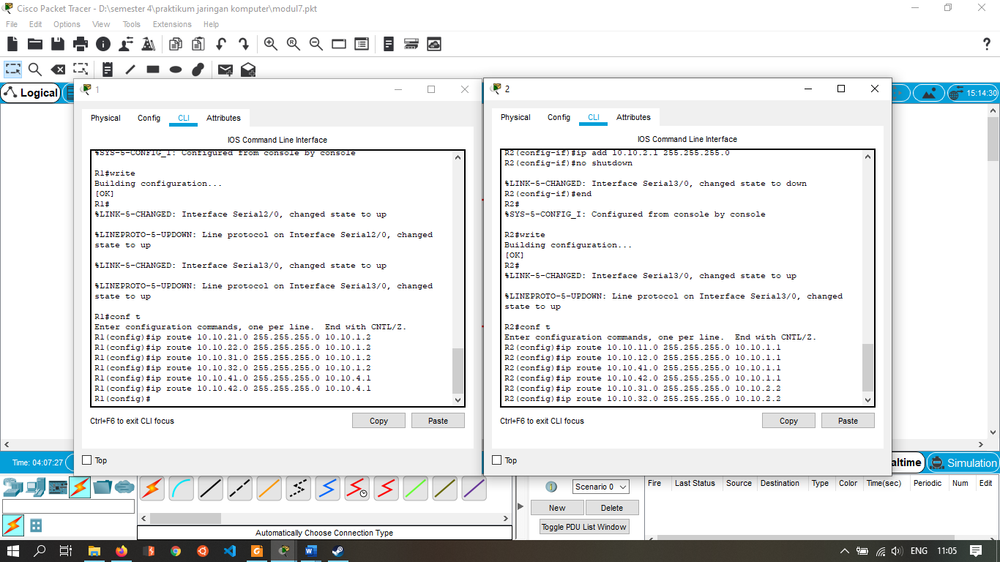 Cisco Packet Tracer - D:\semester 4\praktikum jaringan komputer\modul7.pkt
File Edit Options View Tools Extensions Help
?
Logical
15:14:30
1
Physical Config CLI Attributes
IOS Command Line Interface
%SYS-5-CONFIG_I: Configured from console by console
R1#write
Building configuration...
[OK]
R1#
%LINK-5-CHANGED: Interface Serial2/0, changed state to up
%LINEPROTO-5-UPDOWN: Line protocol on Interface Serial2/0, changed
state to up
%LINK-5-CHANGED: Interface Serial3/0, changed state to up
%LINEPROTO-5-UPDOWN: Line protocol on Interface Serial3/0, changed
state to up
R1#conf t
Enter configuration commands, one per line.  End with CNTL/Z.
R1(config)#ip route 10.10.21.0 255.255.255.0 10.10.1.2
R1(config)#ip route 10.10.22.0 255.255.255.0 10.10.1.2
R1(config)#ip route 10.10.31.0 255.255.255.0 10.10.1.2
R1(config)#ip route 10.10.32.0 255.255.255.0 10.10.1.2
R1(config)#ip route 10.10.41.0 255.255.255.0 10.10.4.1
R1(config)#ip route 10.10.42.0 255.255.255.0 10.10.4.1
R1(config)#
Ctrl+F6 to exit CLI focus
Copy Paste
Top
2
Physical Config CLI Attributes
IOS Command Line Interface
R2(config-if)#ip add 10.10.2.1 255.255.255.0
R2(config-if)#no shutdown
%LINK-5-CHANGED: Interface Serial3/0, changed state to down
R2(config-if)#end
R2#
%SYS-5-CONFIG_I: Configured from console by console
R2#write
Building configuration...
[OK]
R2#
%LINK-5-CHANGED: Interface Serial3/0, changed state to up
%LINEPROTO-5-UPDOWN: Line protocol on Interface Serial3/0, changed
state to up
R2#conf t
Enter configuration commands, one per line.  End with CNTL/Z.
R2(config)#ip route 10.10.11.0 255.255.255.0 10.10.1.1
R2(config)#ip route 10.10.12.0 255.255.255.0 10.10.1.1
R2(config)#ip route 10.10.41.0 255.255.255.0 10.10.1.1
R2(config)#ip route 10.10.42.0 255.255.255.0 10.10.1.1
R2(config)#ip route 10.10.31.0 255.255.255.0 10.10.2.2
R2(config)#ip route 10.10.32.0 255.255.255.0 10.10.2.2
Ctrl+F6 to exit CLI focus
Copy Paste
Top
Time: 04:07:27
altime Simulation
Scenario 0
New Delete
Toggle PDU List Window
Fire Last Status Source Destination Type Color Time(sec) Periodic Num Edit
Automatically Choose Connection Type
ENG 11:05